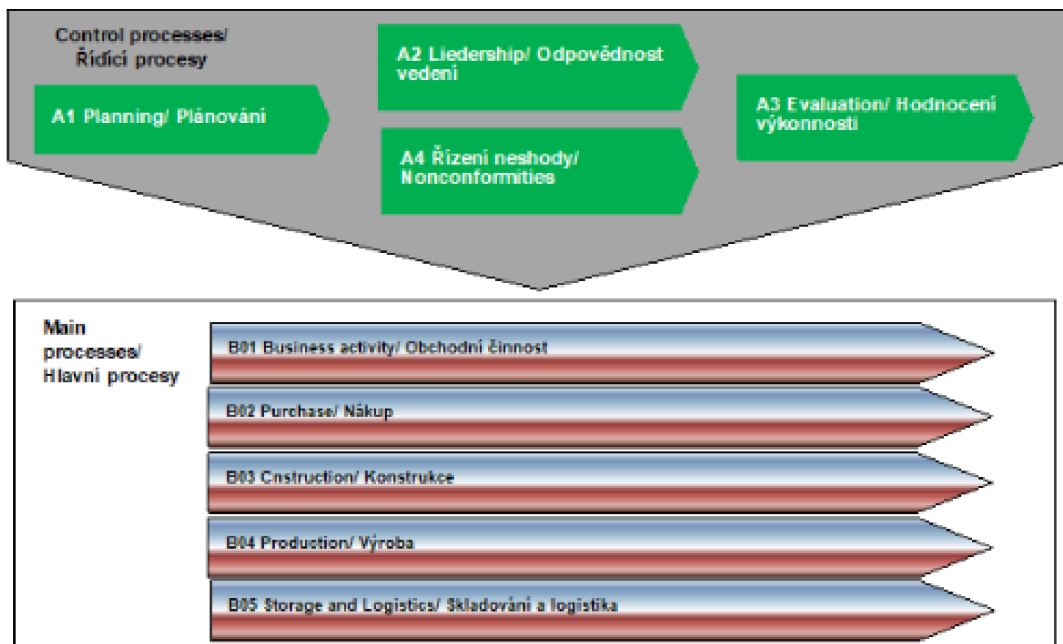 Control processes/
Řídící procesy
A1 Planning/ Plánování
A2 Liedership/ Odpovědnost
vedení
A4 Řízení neshody/
Nonconformities
A3 Evaluation/ Hodnocení
výkonnosti
Main
processes/
Hlavní procesy
B01 Business activity/ Obchodní činnost
B02 Purchase/ Nákup
B03 Cnstruction/ Konstrukce
B04 Production/ Výroba
B05 Storage and Logistics/ Skladování a logistika